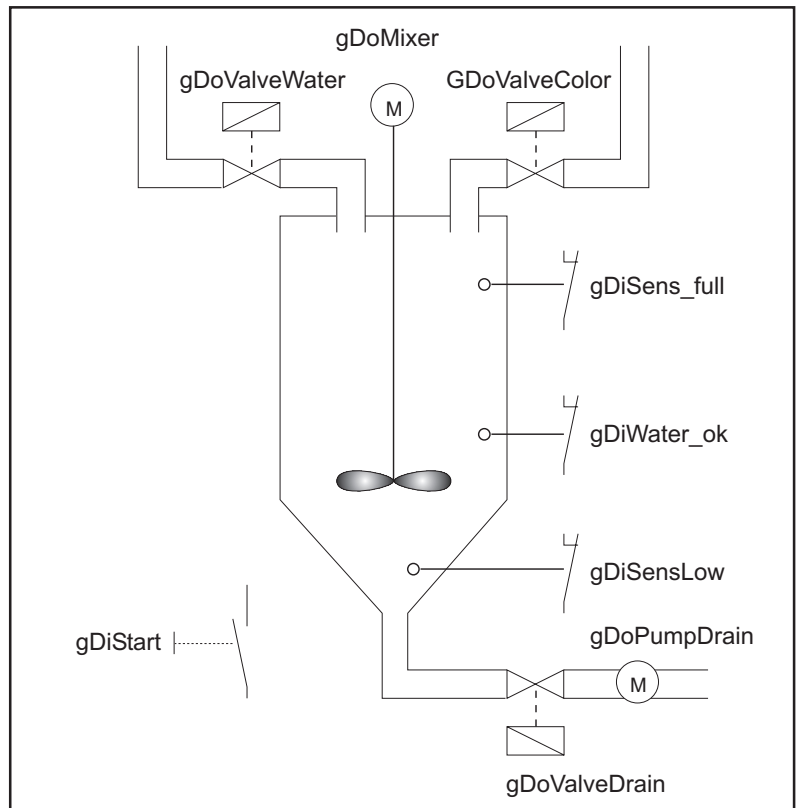 gDoMixer
gDoValveWater
GDoValveColor
M
gDiSens_full
gDiWater_ok
gDiSensLow
gDiStart
gDoPumpDrain
M
gDoValveDrain